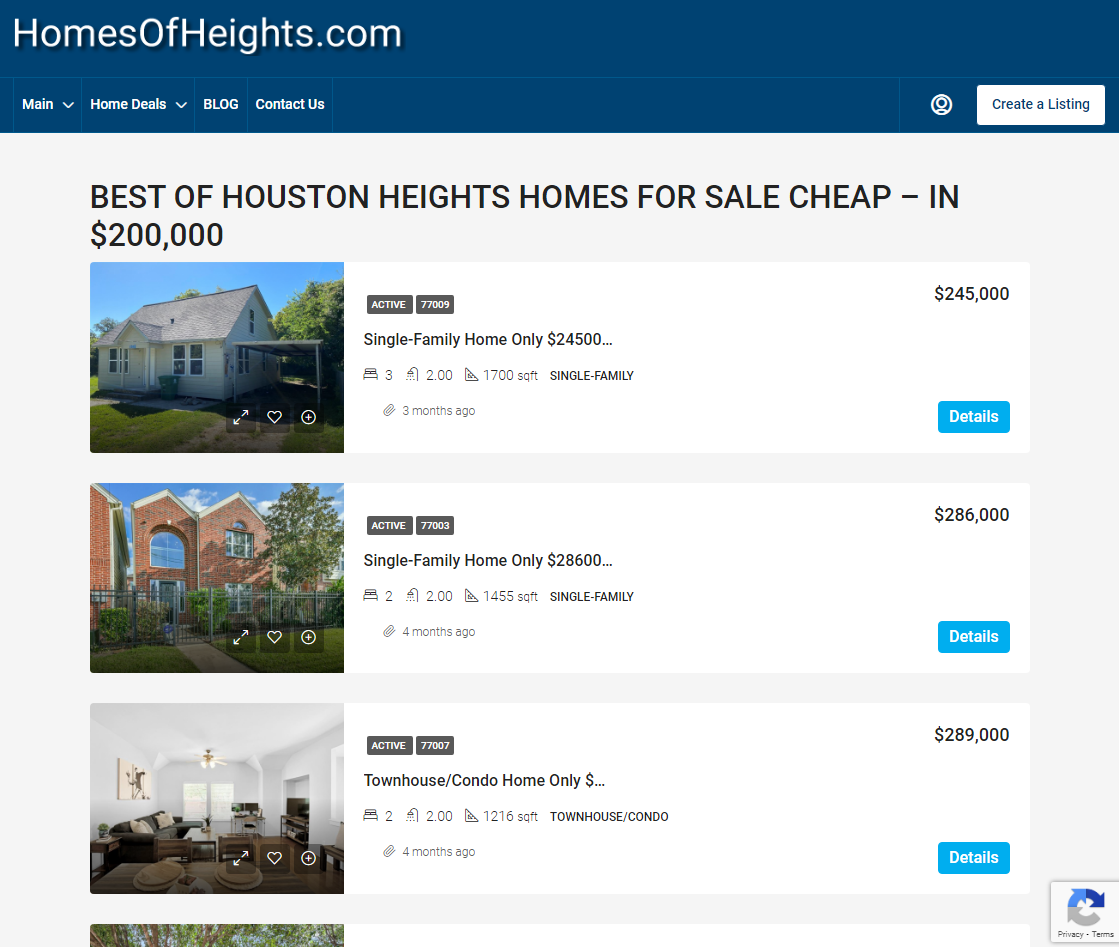 HomesOfHeights.com
Main Home Deals BLOG Contact Us Create a Listing
BEST OF HOUSTON HEIGHTS HOMES FOR SALE CHEAP – IN
$200,000
$245,000
ACTIVE 77009
Single-Family Home Only $24500...
3 2.00 1700 sqft SINGLE-FAMILY
3 months ago
Details
$286,000
ACTIVE 77003
Single-Family Home Only $28600...
2 2.00 1455 sqft SINGLE-FAMILY
4 months ago
Details
$289,000
ACTIVE 77007
Townhouse/Condo Home Only $...
2 2.00 1216 sqft TOWNHOUSE/CONDO
4 months ago
Details
Privacy - Terms